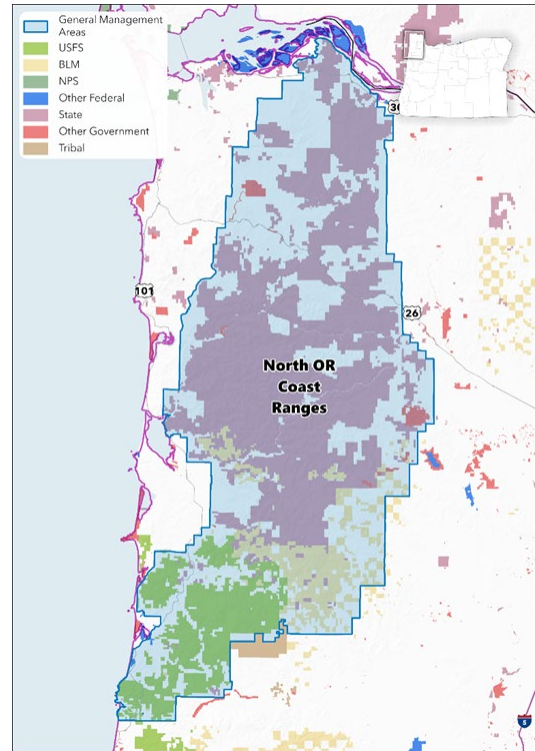 General Management
Areas
USFS
BLM
NPS
Other Federal
State
Other Government
Tribal
30
101
26
North OR
Coast
Ranges
5